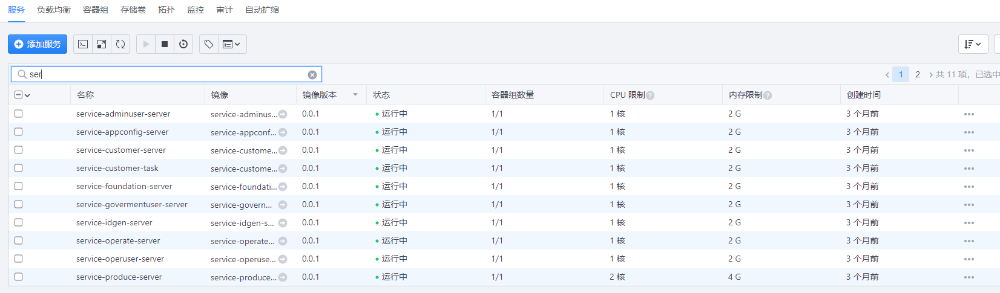 服务 负载均衡 容器组 存储卷 拓扑 监控 审计 自动扩缩
添加服务
ser
1 2 共 11 项，已选中
名称 镜像 镜像版本 状态 容器组数量 CPU 限制 内存限制 创建时间
service-adminuser-server service-adminus... 0.0.1 运行中 1/1 1 核 2 G 3 个月前
service-appconfig-server service-appconf... 0.0.1 运行中 1/1 1 核 2 G 3 个月前
service-customer-server service-custome... 0.0.1 运行中 1/1 1 核 2 G 3 个月前
service-customer-task service-custome... 0.0.1 运行中 1/1 1 核 2 G 3 个月前
service-foundation-server service-foundati... 0.0.1 运行中 1/1 1 核 2 G 3 个月前
service-govermentuser-server service-govern... 0.0.1 运行中 1/1 1 核 2 G 3 个月前
service-idgen-server service-idgen-s... 0.0.1 运行中 1/1 1 核 2 G 3 个月前
service-operate-server service-operate... 0.0.1 运行中 1/1 1 核 2 G 3 个月前
service-operuser-server service-operuse... 0.0.1 运行中 1/1 1 核 2 G 3 个月前
service-produce-server service-produce... 0.0.1 运行中 1/1 2 核 4 G 3 个月前